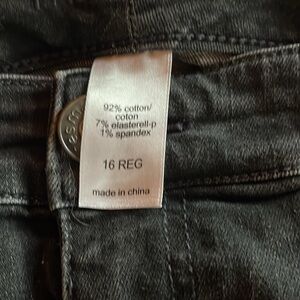 92% cotton/
coton
7% elasterell-p
1% spandex
16 REG
made in china